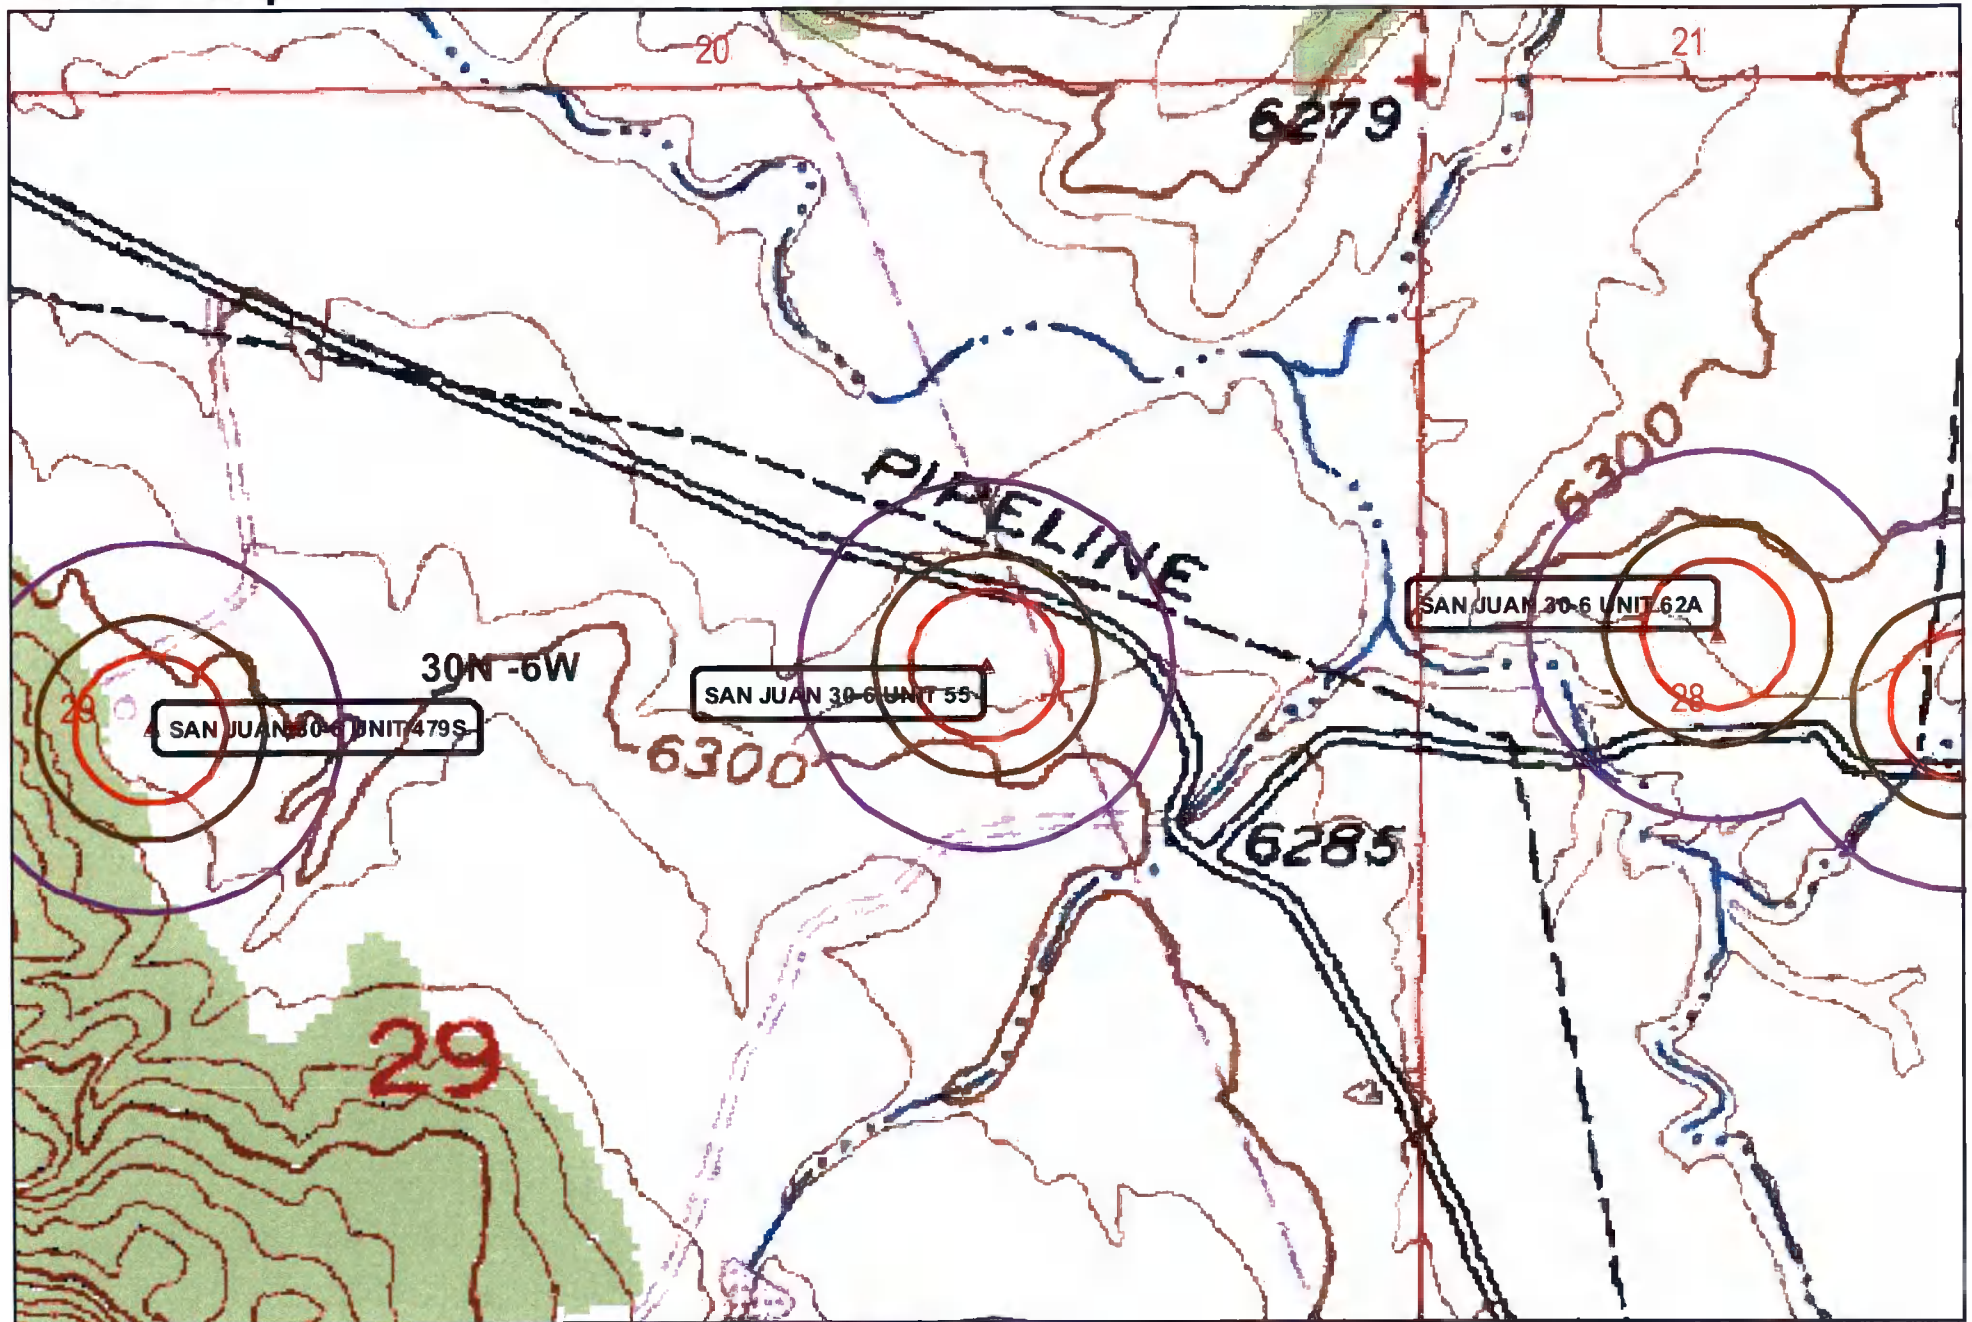 20
21
6279
6300
PIPELINE
SAN JUAN 30-6 UNIT 62A
30N -6W
SAN JUAN 30-6 UNIT 55
28
29
SAN JUAN 30-6 UNIT 479S
6300
6285
29